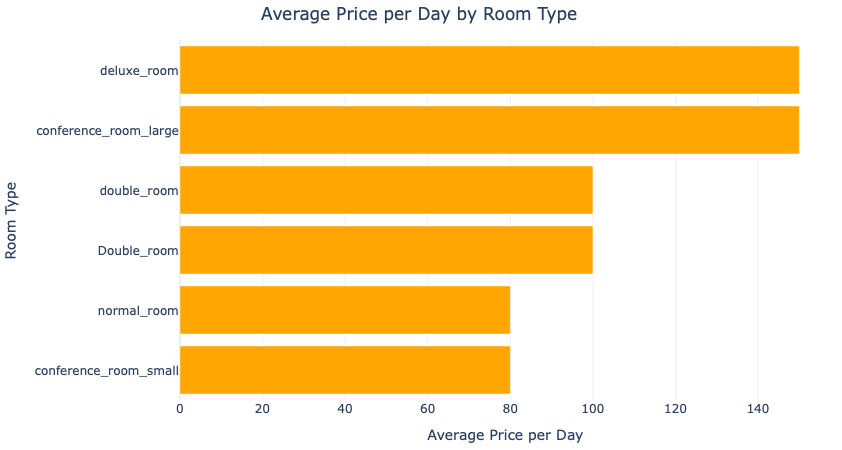 Average Price per Day by Room Type
Room Type
deluxe_room
conference_room_large
double_room
Double_room
normal_room
conference_room_small
0 20 40 60 80 100 120 140
Average Price per Day